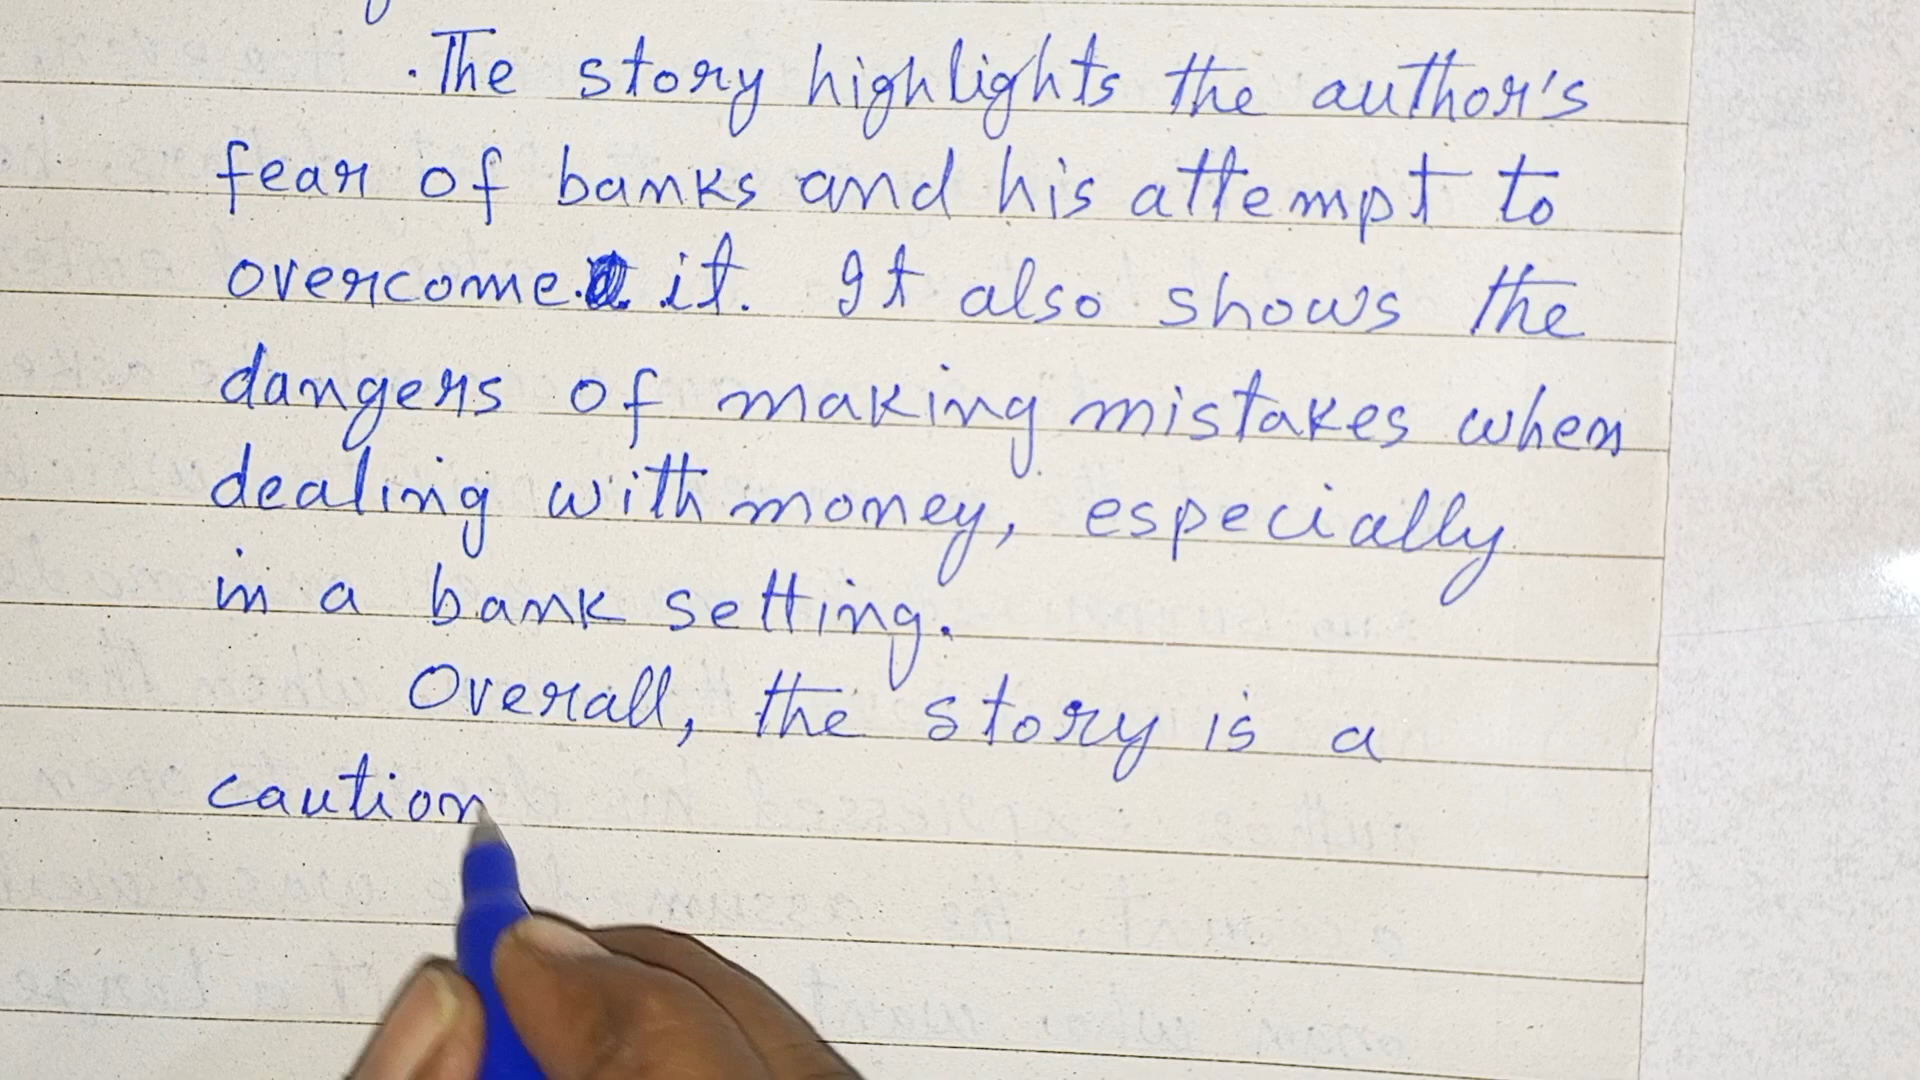 The story highlights the author's
fear of banks and his attempt to
overcome it. It also shows the
dangers of making mistakes when
dealing with money, especially
in a bank setting.
Overall, the story is a
caution